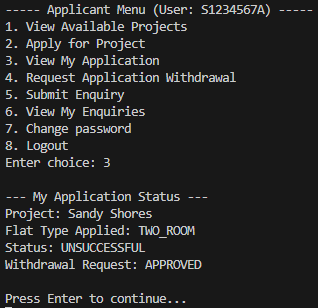 ----- Applicant Menu (User: S1234567A) -----
1. View Available Projects
2. Apply for Project
3. View My Application
4. Request Application Withdrawal
5. Submit Enquiry
6. View My Enquiries
7. Change password
8. Logout
Enter choice: 3

--- My Application Status ---
Project: Sandy Shores
Flat Type Applied: TWO_ROOM
Status: UNSUCCESSFUL
Withdrawal Request: APPROVED

Press Enter to continue...